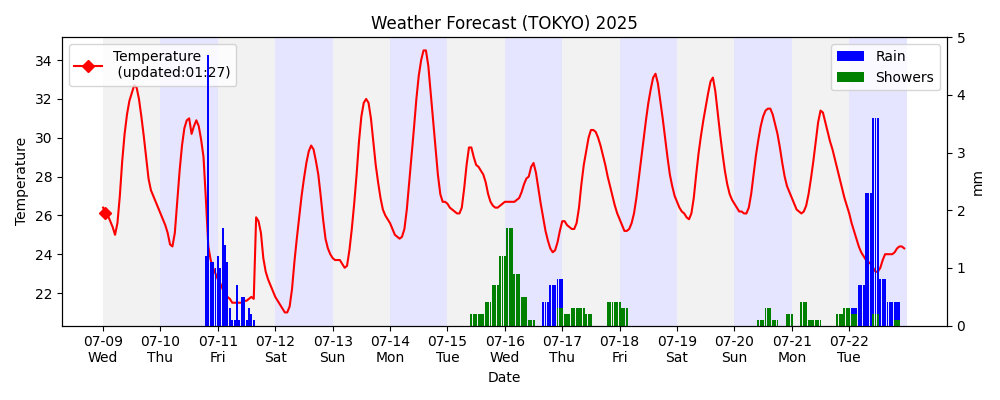 Weather Forecast (TOKYO) 2025
Temperature
(updated:01:27)
Rain
Showers
Temperature
34
32
30
28
26
24
22
5
4
3
2
1
0
mm
07-09 07-10 07-11 07-12 07-13 07-14 07-15 07-16 07-17 07-18 07-19 07-20 07-21 07-22
Wed Thu Fri Sat Sun Mon Tue Wed Thu Fri Sat Sun Mon Tue
Date